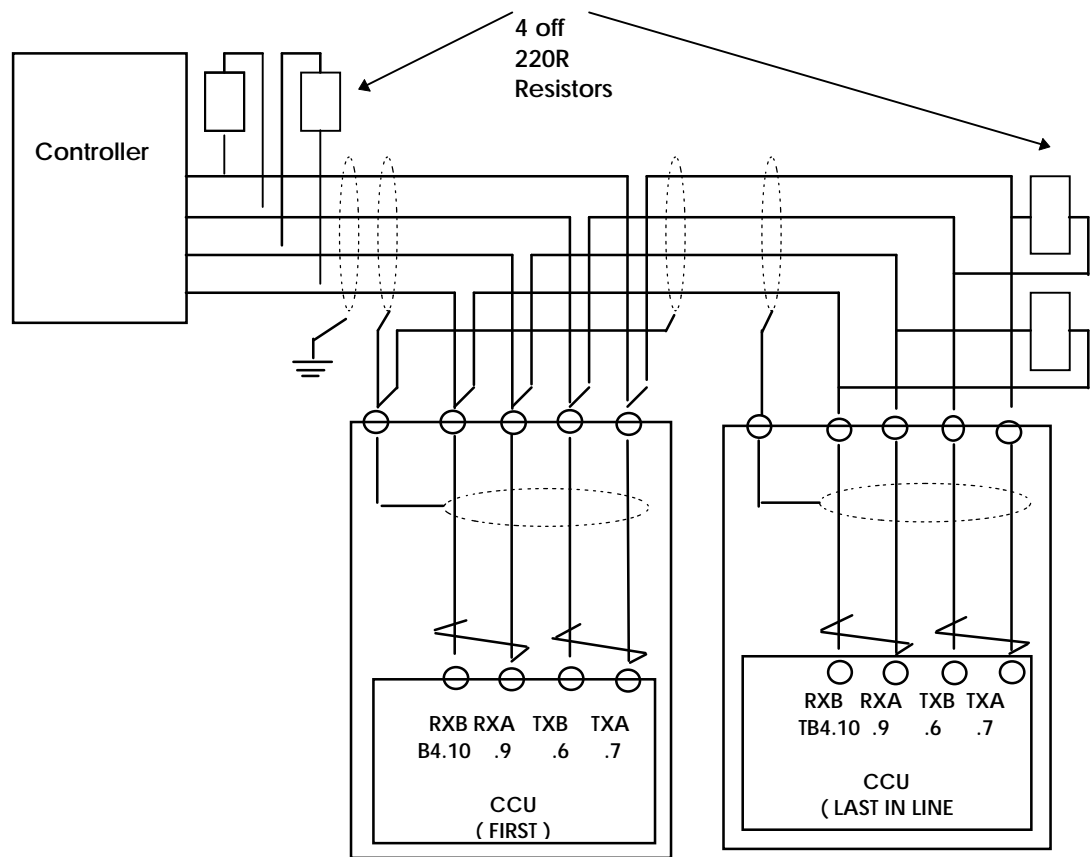 4 off
220R
Resistors
Controller
RXB RXA TXB TXA
B4.10 .9 .6 .7
CCU
( FIRST )
RXB RXA TXB TXA
TB4.10 .9 .6 .7
CCU
( LAST IN LINE